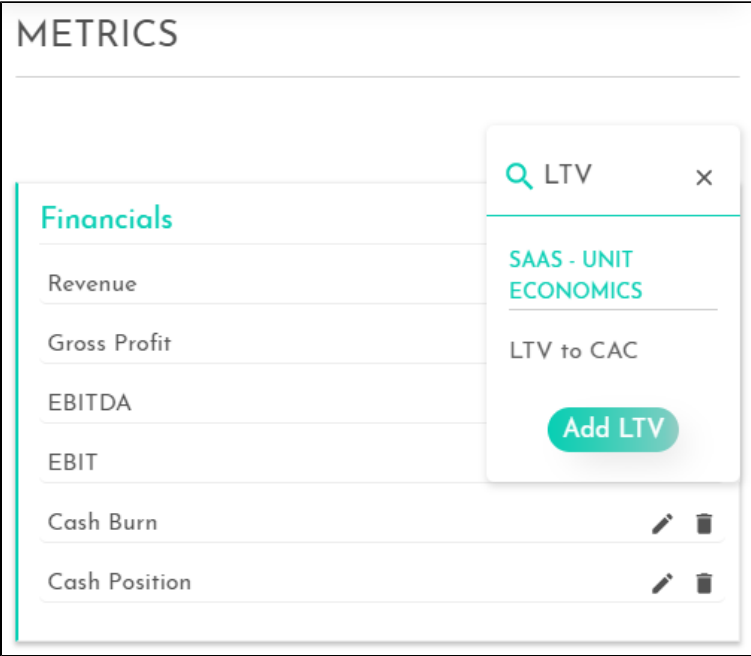 METRICS
LTV
Financials
SAAS - UNIT
ECONOMICS
Revenue
Gross Profit
LTV to CAC
EBITDA
Add LTV
EBIT
Cash Burn
Cash Position